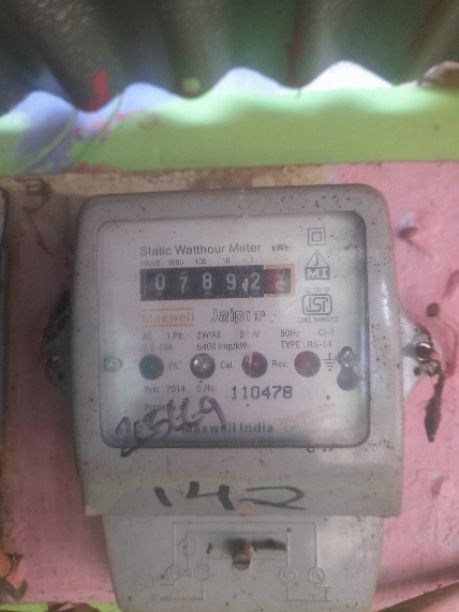 Static Watthour Meter kWh
10000 1000 100 10 1
0 7 8 9 2
MI
Maxwell Jaipur
AC 1 Ph. 2WIRE 50Hz Cl-1
6400 Imp/kWh TYPE: RS-14
Cal. Rev.
Year: 2014 S.No. 110478
Maxwell India
142